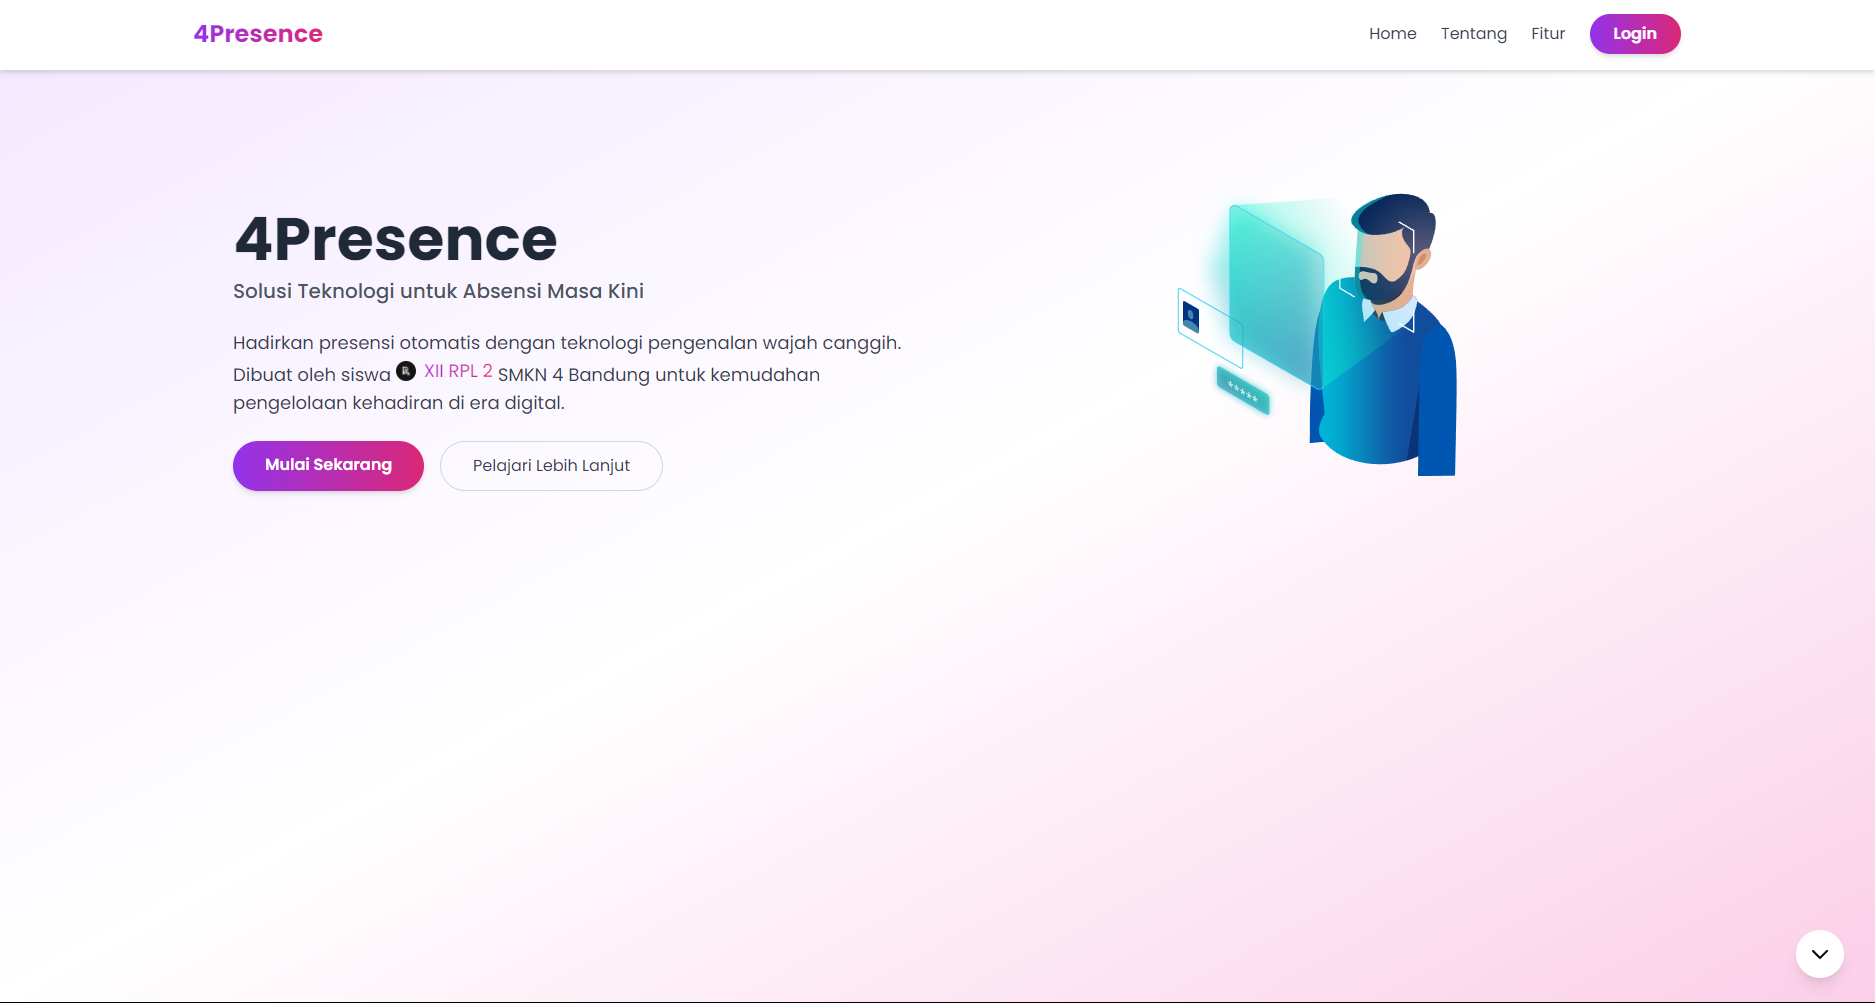 4Presence
Home Tentang Fitur Login
4Presence
Solusi Teknologi untuk Absensi Masa Kini
Hadirkan presensi otomatis dengan teknologi pengenalan wajah canggih.
Dibuat oleh siswa XII RPL 2 SMKN 4 Bandung untuk kemudahan
pengelolaan kehadiran di era digital.
Mulai Sekarang Pelajari Lebih Lanjut
*****